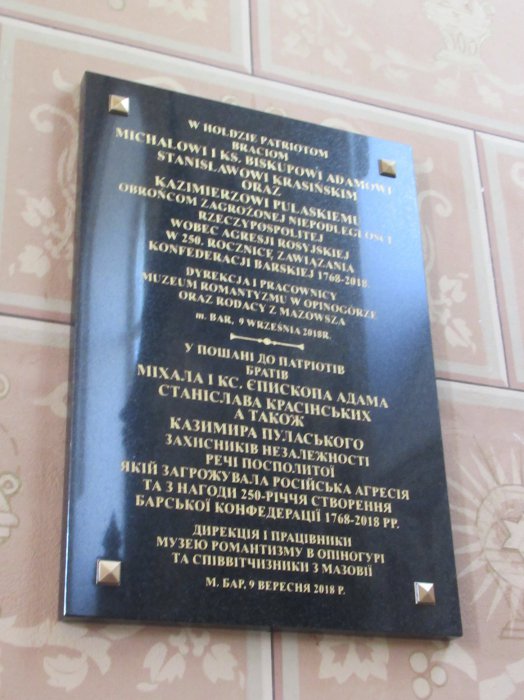 W HOŁDZIE PATRIOTOM
BRACIOM
MICHAŁOWI I KS. BISKUPOWI ADAMOWI
STANISŁAWOWI KRASIŃSKIM
ORAZ
KAZIMIERZOWI PUŁASKIEMU
OBROŃCOM ZAGROŻONEJ NIEPODLEGŁOŚCI
RZECZYPOSPOLITEJ
WOBEC AGRESJI ROSYJSKIEJ
W 250. ROCZNICĘ ZAWIĄZANIA
KONFEDERACJI BARSKIEJ 1768-2018
DYREKCJA I PRACOWNICY
MUZEUM ROMANTYZMU W OPINOGÓRZE
ORAZ RODACY Z MAZOWSZA
m. BAR, 9 WRZEŚNIA 2018R.
У ПОШАНІ ДО ПАТРІОТІВ
БРАТІВ
МІХАЛА І КС. ЄПИСКОПА АДАМА
СТАНІСЛАВА КРАСІНСЬКИХ
А ТАКОЖ
КАЗИМИРА ПУЛАСЬКОГО
ЗАХИСНИКІВ НЕЗАЛЕЖНОСТІ
РЕЧІ ПОСПОЛИТОЇ
ЯКІЙ ЗАГРОЖУВАЛА РОСІЙСЬКА АГРЕСІЯ
ТА З НАГОДИ 250-РІЧЧЯ СТВОРЕННЯ
БАРСЬКОЇ КОНФЕДЕРАЦІЇ 1768-2018 РР.
ДИРЕКЦІЯ І ПРАЦІВНИКИ
МУЗЕЮ РОМАНТИЗМУ В ОПІНОГУРІ
ТА СПІВВІТЧИЗНИКИ З МАЗОВІЇ
М. БАР, 9 ВЕРЕСНЯ 2018 Р.